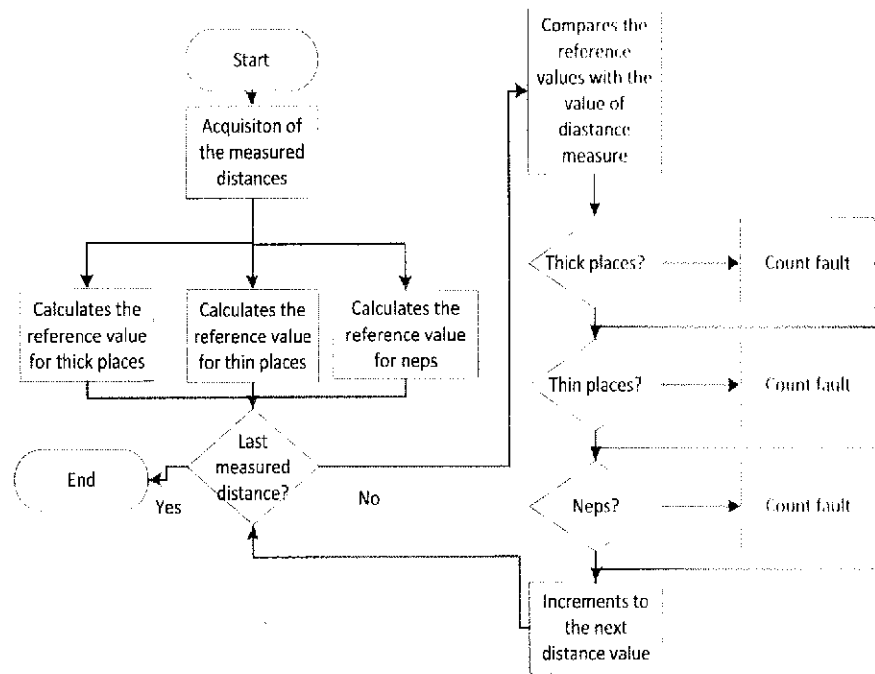 Start
Acquisiton of
the measured
distances
Calculates the
reference value
for thick places
Calculates the
reference value
for thin places
Calculates the
reference value
for neps
Last
measured
distance?
End
Yes
No
Compares the
reference
values with the
value of
diastance
measure
Thick places?
Count fault
Thin places?
Count fault
Neps?
Count fault
Increments to
the next
distance value